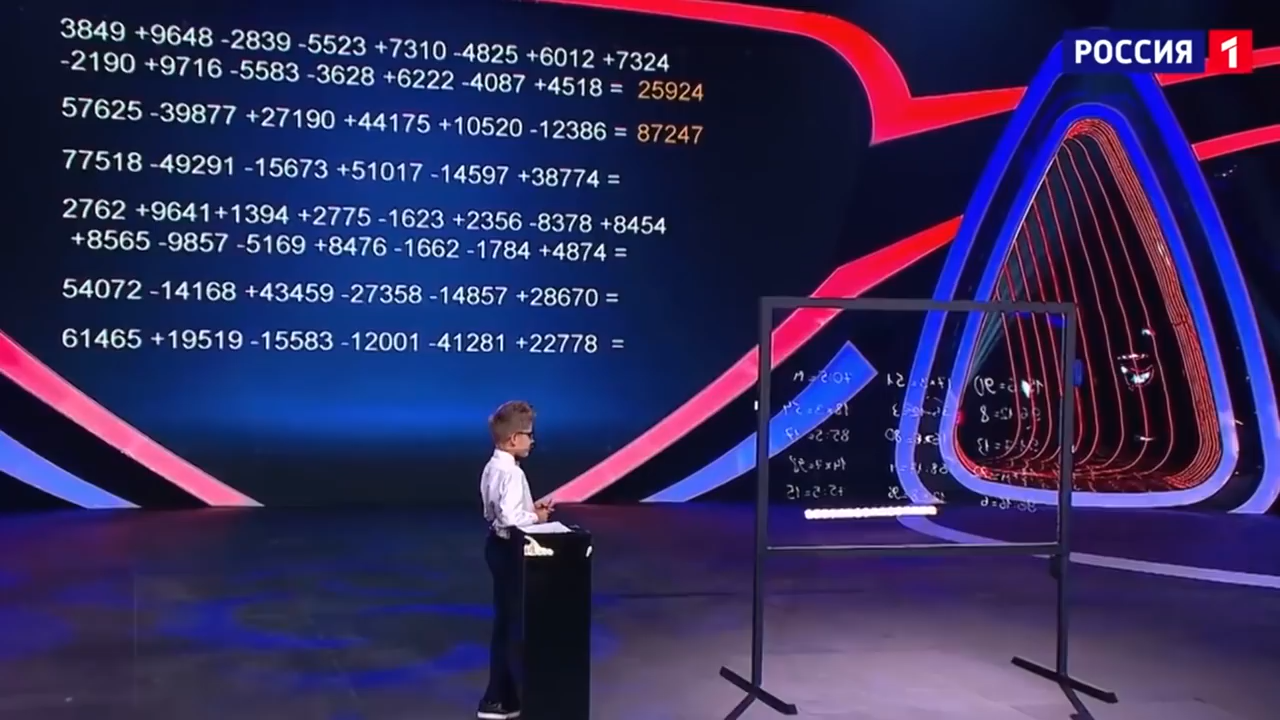 РОССИЯ 1
3849 +9648 -2839 -5523 +7310 -4825 +6012 +7324
-2190 +9716 -5583 -3628 +6222 -4087 +4518 = 25924
57625 -39877 +27190 +44175 +10520 -12386 = 87247
77518 -49291 -15673 +51017 -14597 +38774 =
2762 +9641+1394 +2775 -1623 +2356 -8378 +8454
+8565 -9857 -5169 +8476 -1662 -1784 +4874 =
54072 -14168 +43459 -27358 -14857 +28670 =
61465 +19519 -15583 -12001 -41281 +22778 =